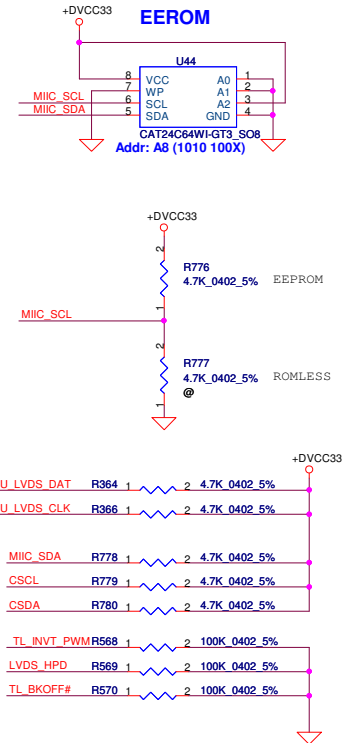 +DVCC33
EEROM
U44
8 VCC A0 1
7 WP A1 2
MIIC_SCL 6 SCL A2 3
MIIC_SDA 5 SDA GND 4
CAT24C64WI-GT3_SO8
Addr: A8 (1010 100X)
+DVCC33
2
R776
4.7K_0402_5% EEPROM
1
MIIC_SCL
2
R777
4.7K_0402_5% ROMLESS
@
1
+DVCC33
U_LVDS_DAT R364 1 2 4.7K_0402_5%
U_LVDS_CLK R366 1 2 4.7K_0402_5%
MIIC_SDA R778 1 2 4.7K_0402_5%
CSCL R779 1 2 4.7K_0402_5%
CSDA R780 1 2 4.7K_0402_5%
TL_INVT_PWM R568 1 2 100K_0402_5%
LVDS_HPD R569 1 2 100K_0402_5%
TL_BKOFF# R570 1 2 100K_0402_5%